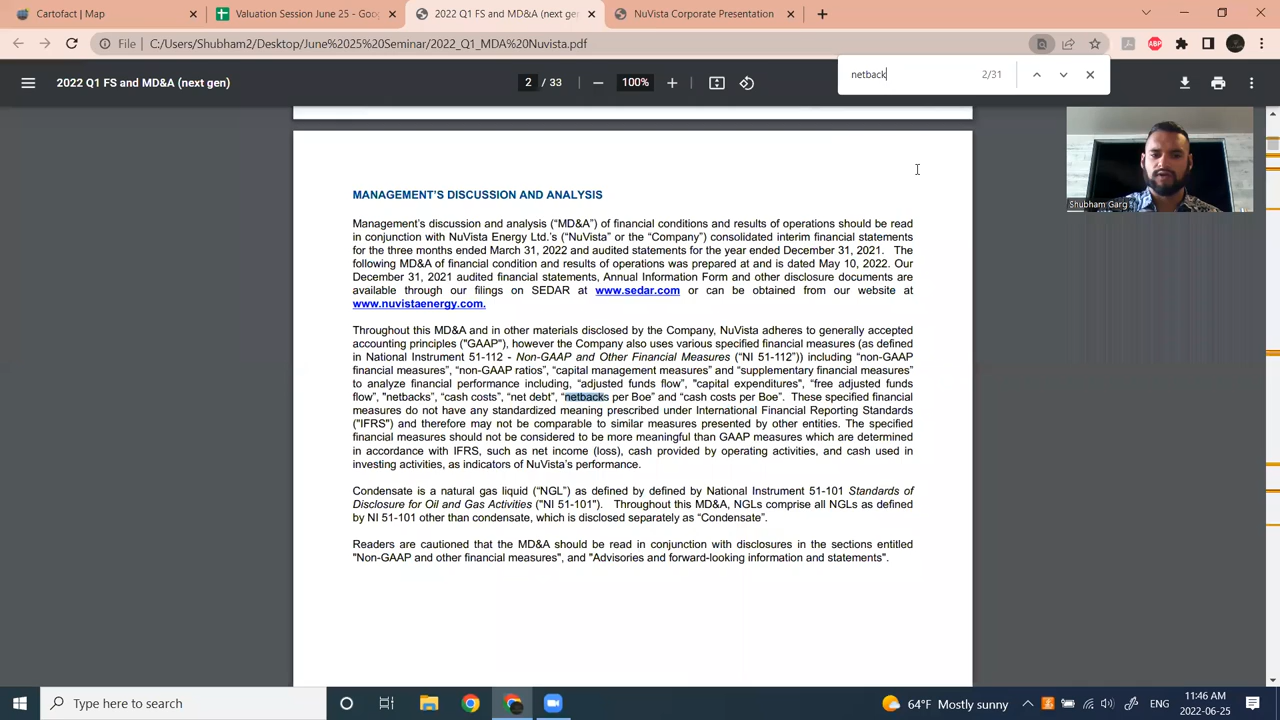 Cartofact | Map
Valuation Session June 25 - Goo
2022 Q1 FS and MD&A (next gen
NuVista Corporate Presentation
File | C:/Users/Shubham2/Desktop/June%2025%20Seminar/2022_Q1_MDA%20Nuvista.pdf
2022 Q1 FS and MD&A (next gen)
2 / 33
100%
netback
2/31
ABP
Shubham Garg
MANAGEMENT'S DISCUSSION AND ANALYSIS
Management's discussion and analysis ("MD&A") of financial conditions and results of operations should be read
in conjunction with NuVista Energy Ltd.'s ("NuVista" or the "Company") consolidated interim financial statements
for the three months ended March 31, 2022 and audited statements for the year ended December 31, 2021. The
following MD&A of financial condition and results of operations was prepared at and is dated May 10, 2022. Our
December 31, 2021 audited financial statements, Annual Information Form and other disclosure documents are
available through our filings on SEDAR at www.sedar.com or can be obtained from our website at
www.nuvistaenergy.com.
Throughout this MD&A and in other materials disclosed by the Company, NuVista adheres to generally accepted
accounting principles ("GAAP"), however the Company also uses various specified financial measures (as defined
in National Instrument 51-112 - Non-GAAP and Other Financial Measures ("NI 51-112")) including "non-GAAP
financial measures", "non-GAAP ratios", "capital management measures" and "supplementary financial measures"
to analyze financial performance including, "adjusted funds flow", "capital expenditures", "free adjusted funds
flow", "netbacks", "cash costs", "net debt", "netbacks per Boe" and "cash costs per Boe". These specified financial
measures do not have any standardized meaning prescribed under International Financial Reporting Standards
("IFRS") and therefore may not be comparable to similar measures presented by other entities. The specified
financial measures should not be considered to be more meaningful than GAAP measures which are determined
in accordance with IFRS, such as net income (loss), cash provided by operating activities, and cash used in
investing activities, as indicators of NuVista's performance.
Condensate is a natural gas liquid ("NGL") as defined by defined by National Instrument 51-101 Standards of
Disclosure for Oil and Gas Activities ("NI 51-101"). Throughout this MD&A, NGLs comprise all NGLs as defined
by NI 51-101 other than condensate, which is disclosed separately as "Condensate".
Readers are cautioned that the MD&A should be read in conjunction with disclosures in the sections entitled
"Non-GAAP and other financial measures", and "Advisories and forward-looking information and statements".
Type here to search
64°F Mostly sunny
ENG
11:46 AM
2022-06-25